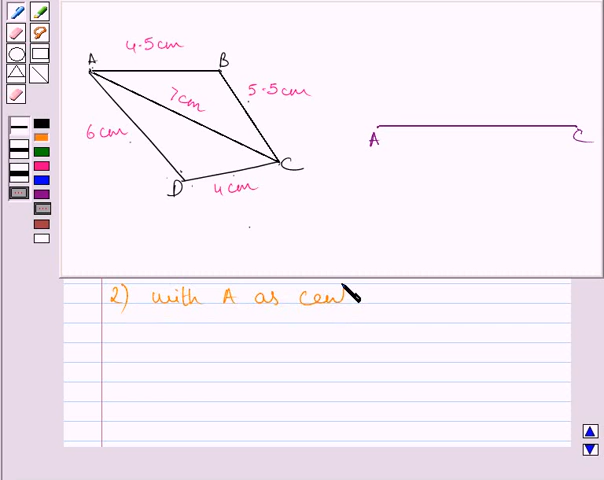 4.5cm
A B
7cm 5.5cm
6cm
A C
C
D 4cm
2) with A as cen